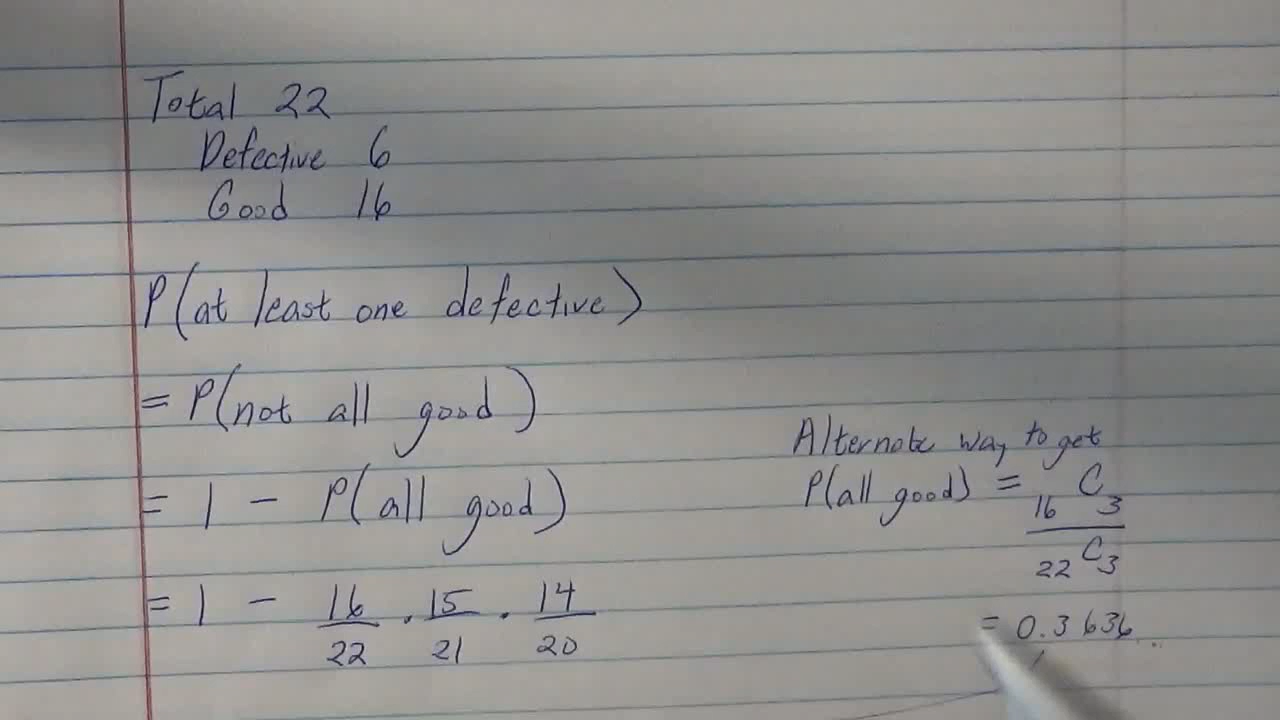 Total 22
Defective 6
Good 16
P(at least one defective)
= P(not all good)
= 1 - P(all good)
= 1 - 16/22 . 15/21 . 14/20
Alternate way to get
P(all good) = 16C3 / 22C3
= 0.3636...